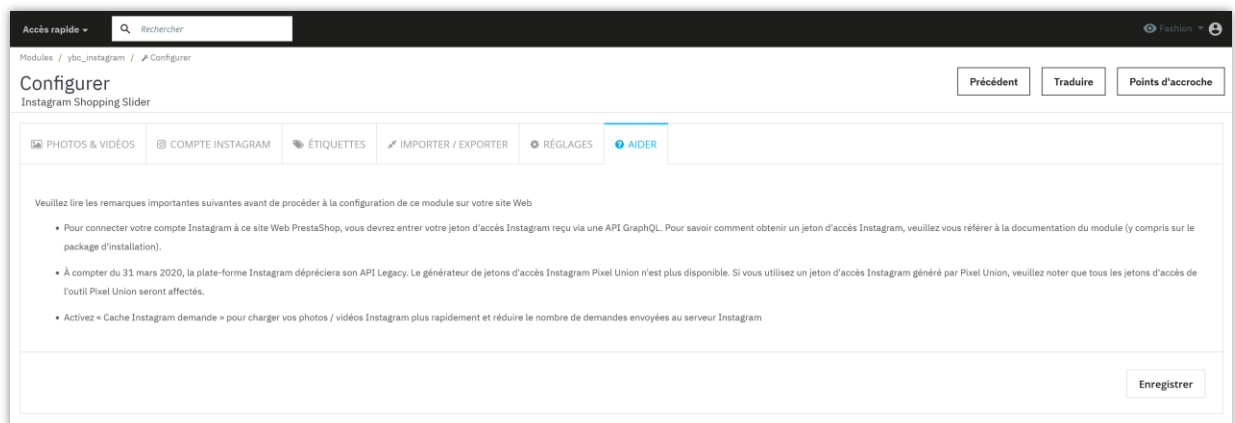 Accès rapide
Rechercher
Fashion
Modules / ybc_instagram / Configurer
Configurer
Instagram Shopping Slider
Précédent
Traduire
Points d'accroche
PHOTOS & VIDÉOS
COMPTE INSTAGRAM
ÉTIQUETTES
IMPORTER / EXPORTER
RÉGLAGES
AIDER
Veuillez lire les remarques importantes suivantes avant de procéder à la configuration de ce module sur votre site Web
• Pour connecter votre compte Instagram à ce site Web PrestaShop, vous devrez entrer votre jeton d'accès Instagram reçu via une API GraphQL. Pour savoir comment obtenir un jeton d'accès Instagram, veuillez vous référer à la documentation du module (y compris sur le
package d'installation).
• À compter du 31 mars 2020, la plate-forme Instagram dépréciera son API Legacy. Le générateur de jetons d'accès Instagram Pixel Union n'est plus disponible. Si vous utilisez un jeton d'accès Instagram généré par Pixel Union, veuillez noter que tous les jetons d'accès de
l'outil Pixel Union seront affectés.
• Activez « Cache Instagram demande » pour charger vos photos / vidéos Instagram plus rapidement et réduire le nombre de demandes envoyées au serveur Instagram
Enregistrer